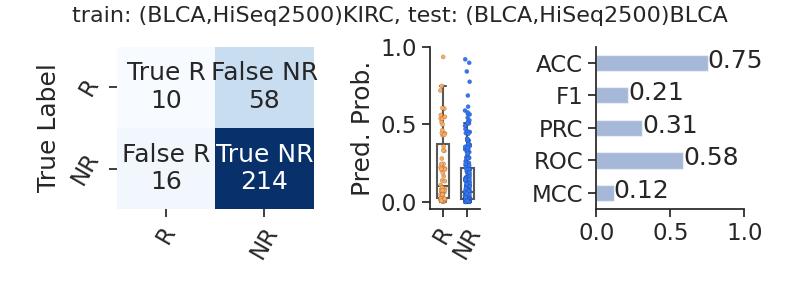 train: (BLCA,HiSeq2500)KIRC, test: (BLCA,HiSeq2500)BLCA
True Label
R
NR
True R
10
False NR
58
False R
16
True NR
214
R
NR
Pred. Prob.
1.0
0.5
0.0
R
NR
ACC
F1
PRC
ROC
MCC
0.75
0.21
0.31
0.58
0.12
0.0
0.5
1.0